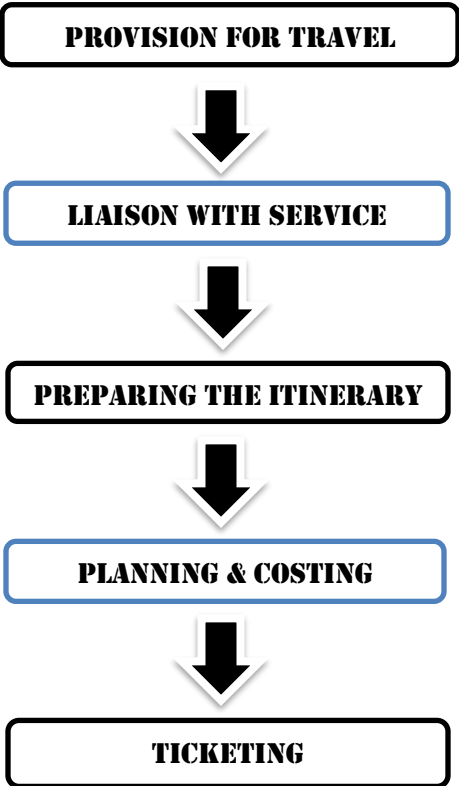 PROVISION FOR TRAVEL
LIAISON WITH SERVICE
PREPARING THE ITINERARY
PLANNING & COSTING
TICKETING